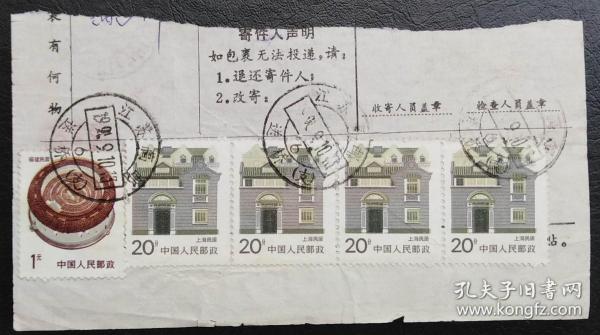 寄件人声明
装有何物
如包裹无法投递，请：
1.退还寄件人；
2.改寄：
收寄人员盖章
检查人员盖章
江苏
福建民居
1元
中国人民邮政
上海民居
20分
中国人民邮政
上海民居
20分
中国人民邮政
上海民居
20分
中国人民邮政
上海民居
20分
中国人民邮政
站。
孔夫子旧书网
www.kongfz.com